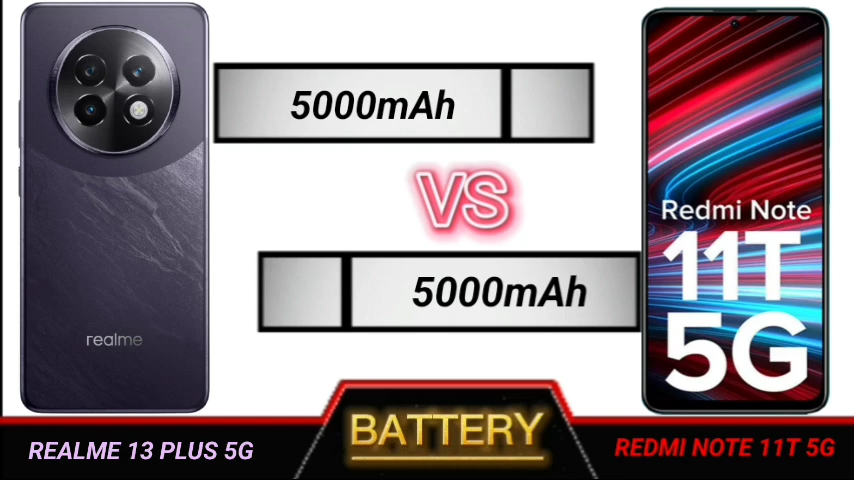 5000mAh
VS
5000mAh
realme
Redmi Note
11T
5G
BATTERY
REALME 13 PLUS 5G
REDMI NOTE 11T 5G